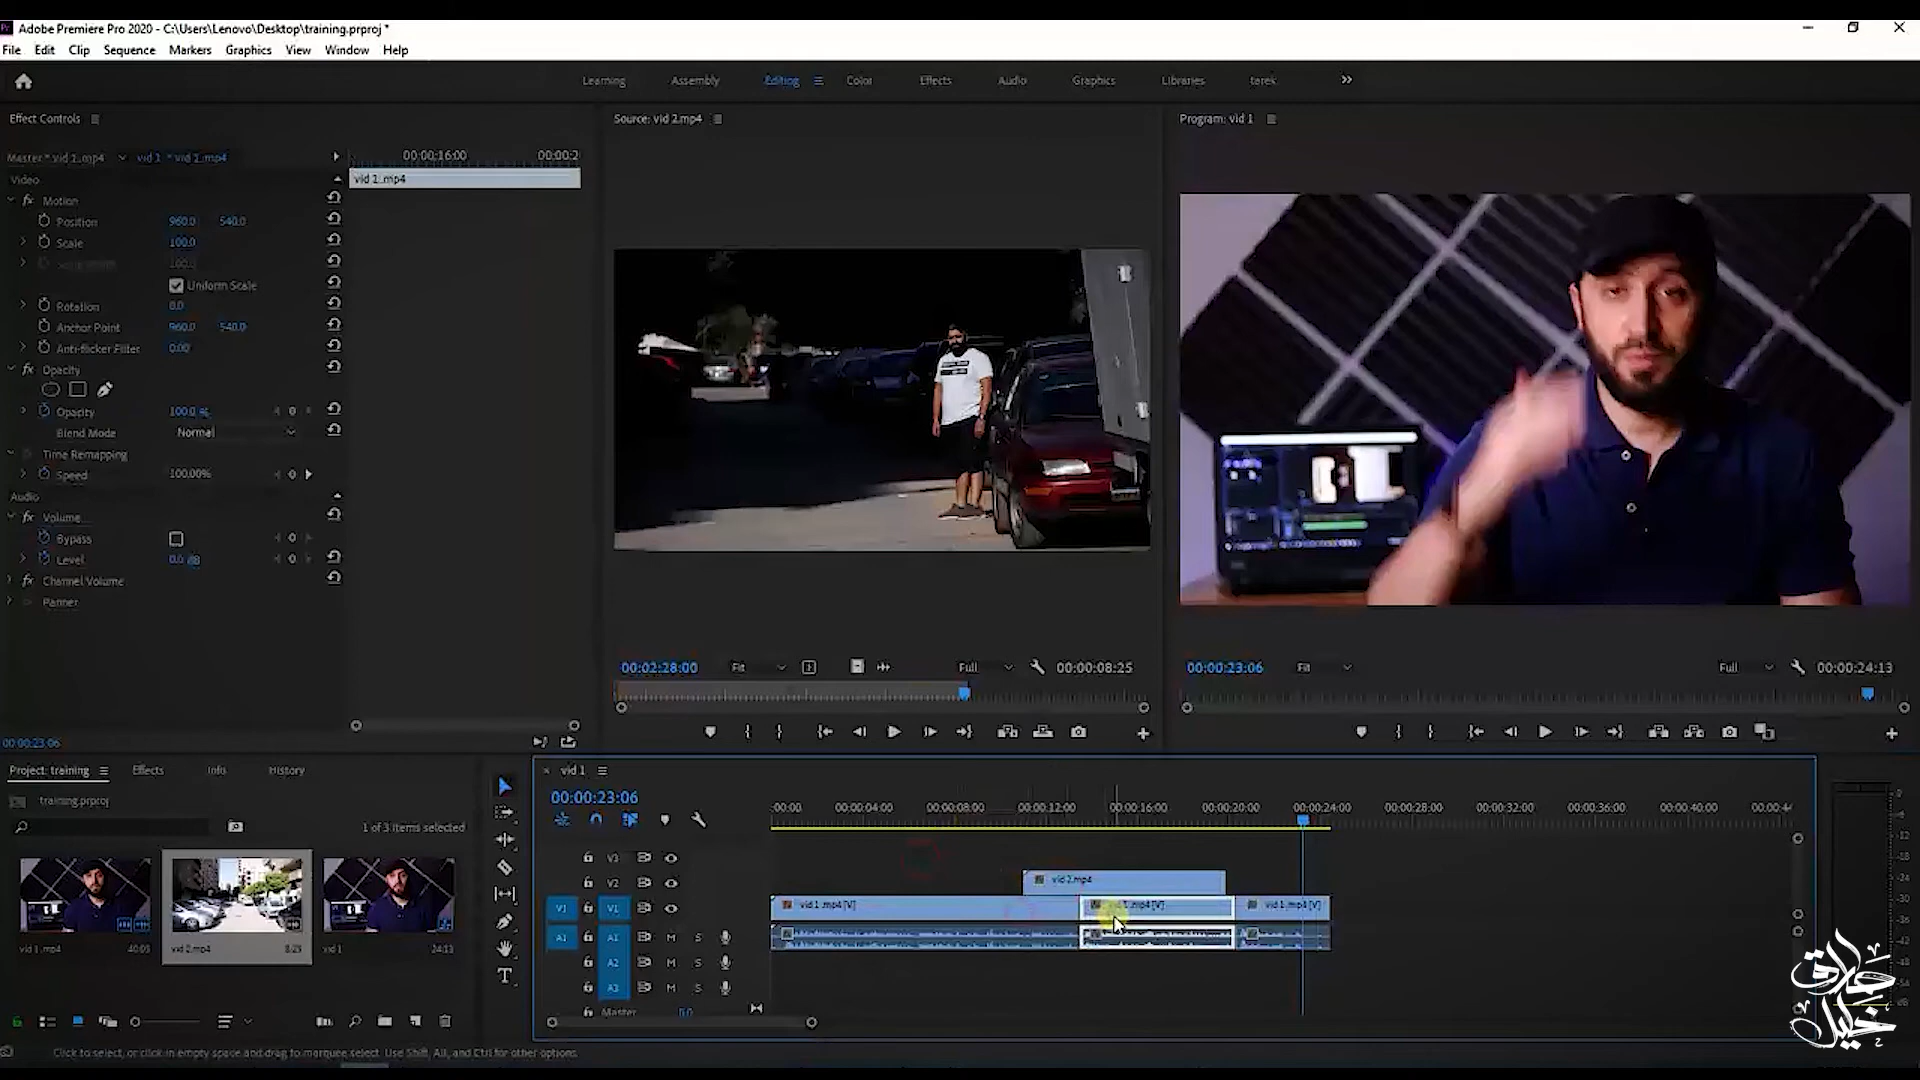 Adobe Premiere Pro 2020 - C:\Users\Lenovo\Desktop\training.prproj *
File Edit Clip Sequence Markers Graphics View Window Help
Learning Assembly Editing Color Effects Audio Graphics Libraries tarek
Effect Controls
Source: vid 2.mp4
Program: vid 1
Master * vid 1..mp4 vid 1 * vid 1..mp4
00:00:16:00 00:00:2
Video
vid 1..mp4
Motion
Position 960.0 540.0
Scale 100.0
100.0
Uniform Scale
Rotation 0.0
Anchor Point 960.0 540.0
Anti-flicker Filter 0.00
Opacity
Opacity 100.0 %
Blend Mode Normal
Time Remapping
Speed 100.00%
Audio
Volume
Bypass
Level 0.0 dB
Channel Volume
Panner
00:02:28:00 Fit Full 00:00:08:25
00:00:23:06 Fit Full 00:00:24:13
00:00:23:06
Project: training Effects Info History
training.prproj
1 of 3 items selected
vid 1..mp4 40:03
vid 2.mp4 8:23
vid 1 24:13
vid 1
00:00:23:06
:00:00 00:00:04:00 00:00:08:00 00:00:12:00 00:00:16:00 00:00:20:00 00:00:24:00 00:00:28:00 00:00:32:00 00:00:36:00 00:00:40:00 00:00:44
V3
V2
vid 2.mp4
V1 V1
vid 1..mp4 [V] .mp4 [V] vid 1..mp4 [V]
A1 A1 M S
A2 M S
A3 M S
Master 0.0
Click to select, or click in empty space and drag to marquee select. Use Shift, Alt, and Ctrl for other options.
طارق
خليل